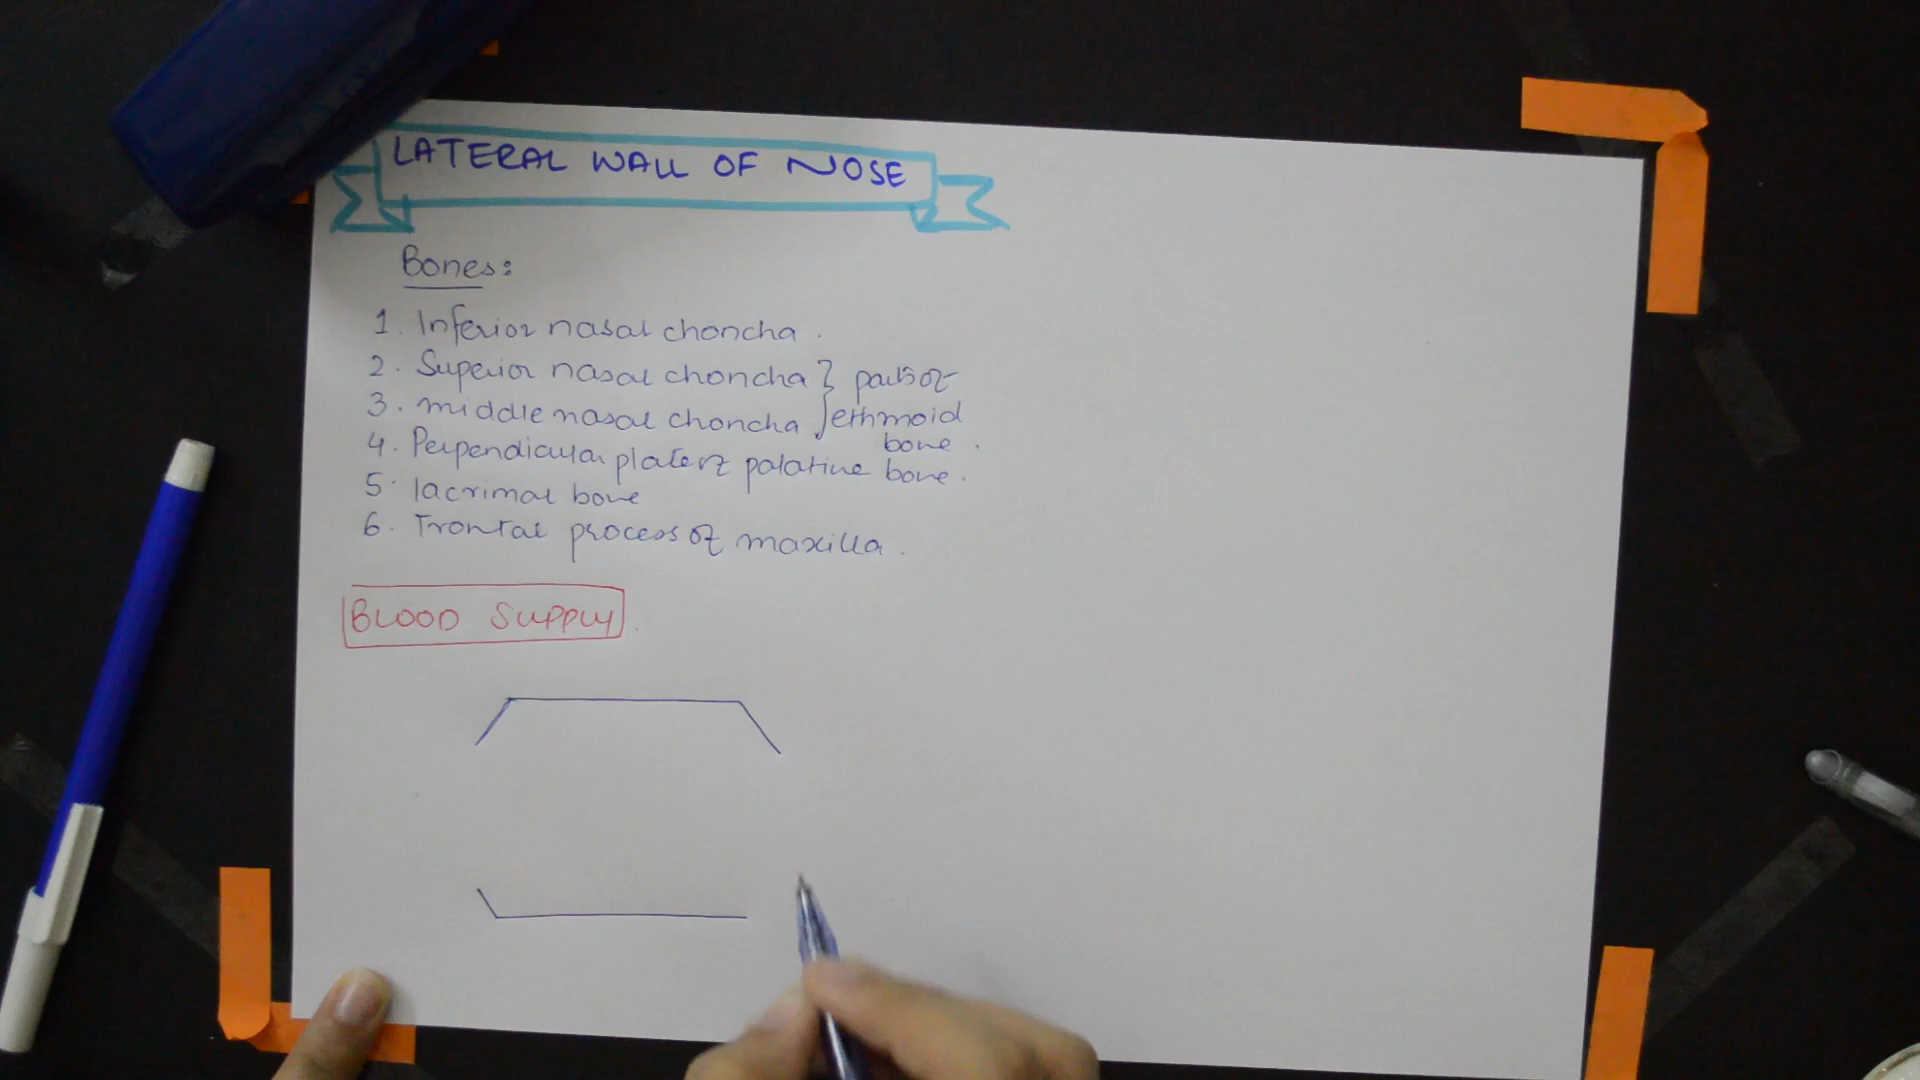 LATERAL WALL OF NOSE
Bones:
1. Inferior nasal choncha.
2. Superior nasal choncha } parts of
3. middle nasal choncha } ethmoid
bone.
4. Perpendicular plate of palatine bone.
5. lacrimal bone
6. Frontal process of maxilla.
BLOOD SUPPLY